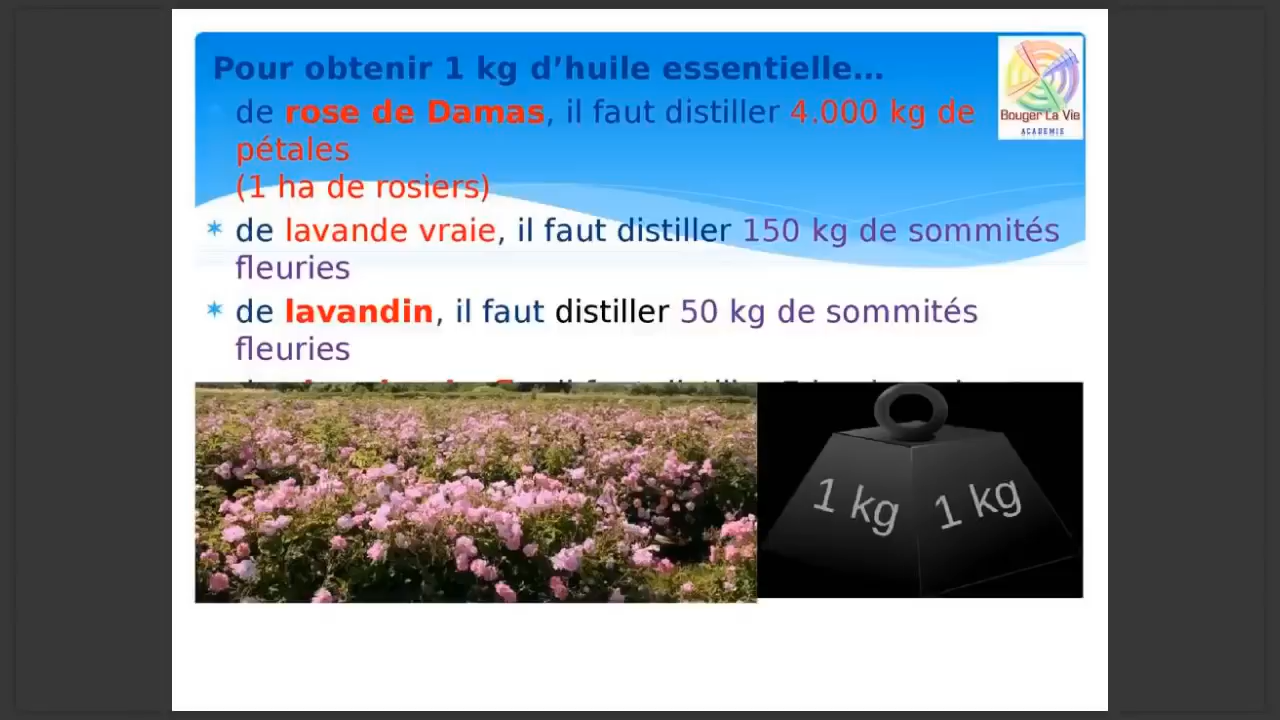 Pour obtenir 1 kg d’huile essentielle…
de rose de Damas, il faut distiller 4.000 kg de
pétales
(1 ha de rosiers)
de lavande vraie, il faut distiller 150 kg de sommités
fleuries
de lavandin, il faut distiller 50 kg de sommités
fleuries
Bouger La Vie
ACADEMIE
1 kg 1 kg